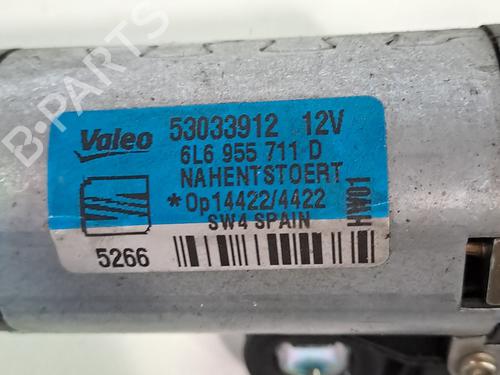 Valeo 53033912 12V
6L6 955 711 D
NAHENTSTOERT
*Op14422/4422
SW4 SPAIN
HW01
5266
B-PARTS